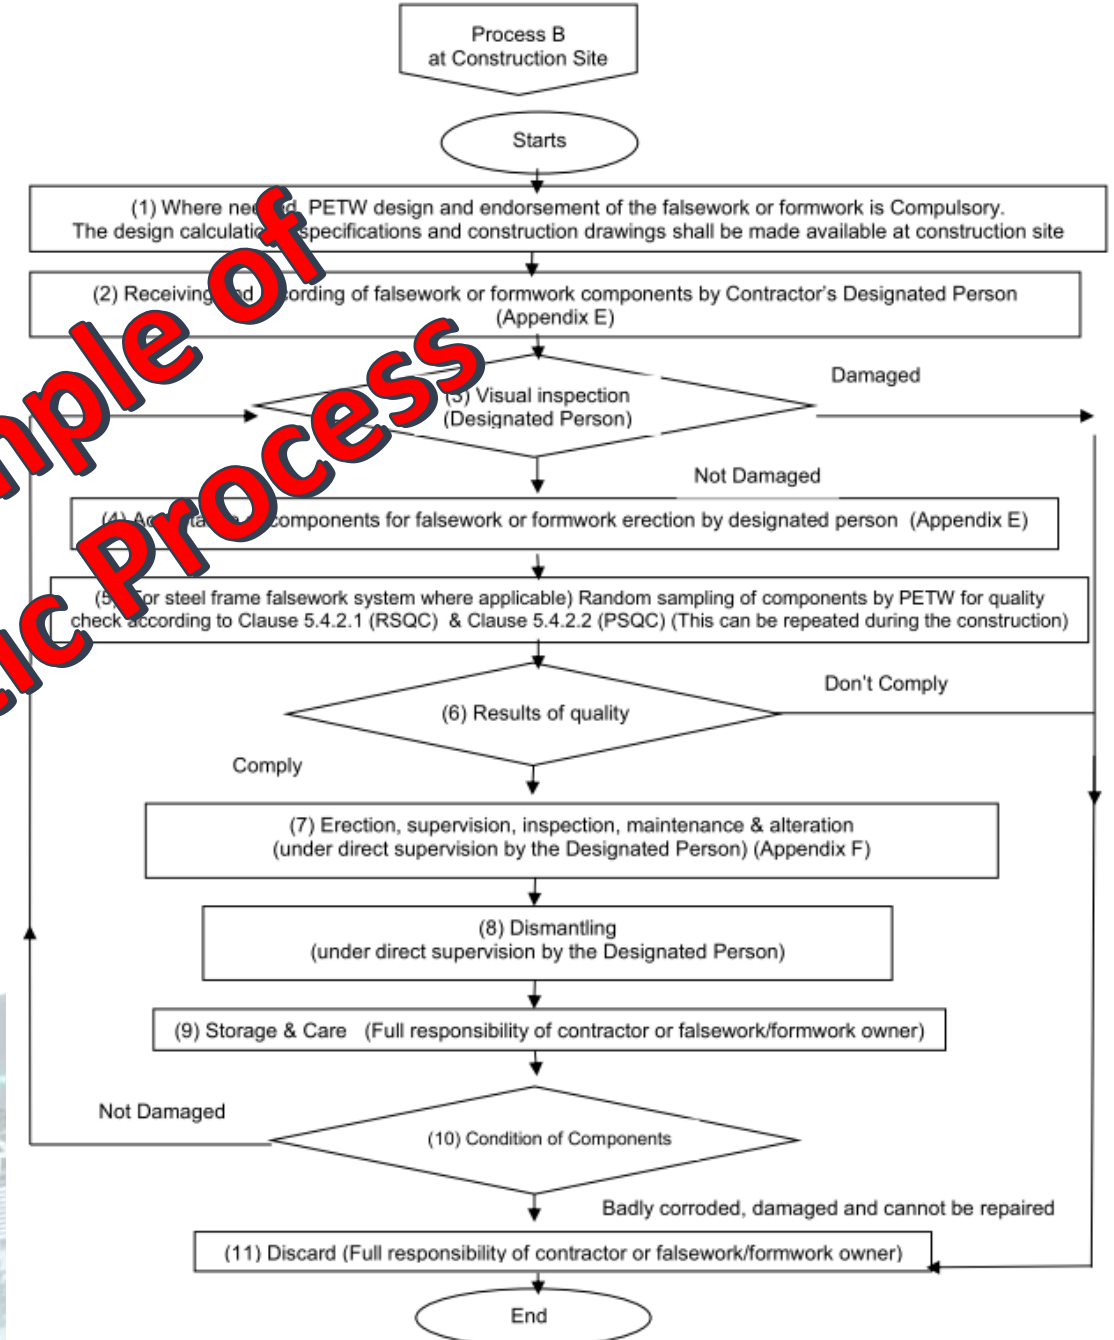 Process B
at Construction Site
Starts
(1) Where PETW design and endorsement of the falsework or formwork is Compulsory.
The design specifications and construction drawings shall be made available at construction site
(2) Receiving of falsework or formwork components by Contractor's Designated Person
(Appendix E)
Damaged
Visual inspection
(Designated Person)
Not Damaged
components for falsework or formwork erection by designated person (Appendix E)
steel frame falsework system where applicable) Random sampling of components by PETW for quality
check according to Clause 5.4.2.1 (RSQC) & Clause 5.4.2.2 (PSQC) (This can be repeated during the construction)
Don't Comply
(6) Results of quality
Comply
(7) Erection, supervision, inspection, maintenance & alteration
(under direct supervision by the Designated Person) (Appendix F)
(8) Dismantling
(under direct supervision by the Designated Person)
(9) Storage & Care (Full responsibility of contractor or falsework/formwork owner)
Not Damaged
(10) Condition of Components
Badly corroded, damaged and cannot be repaired
(11) Discard (Full responsibility of contractor or falsework/formwork owner)
End
of
Process